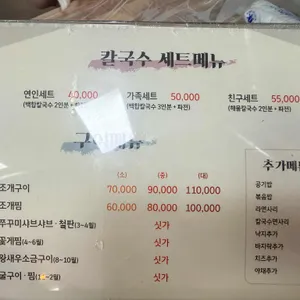 칼국수 세트메뉴
연인세트 40,000 가족세트 50,000 친구세트 55,000
(백합칼국수 2인분+파전) (백합칼국수 3인분+파전) (해물칼국수 2인분+파전)
구이메뉴
(소) (중) (대)
조개구이 70,000 90,000 110,000
조개찜 60,000 80,000 100,000
쭈꾸미샤브샤브·철판(3~4월) 싯가
꽃게찜(4~6월) 싯가
왕새우소금구이(8~10월) 싯가
굴구이·찜 싯가
추가메
공기밥
볶음밥
라면사리
칼국수면사리
낙지추가
바지락추가
치즈추가
야채추가